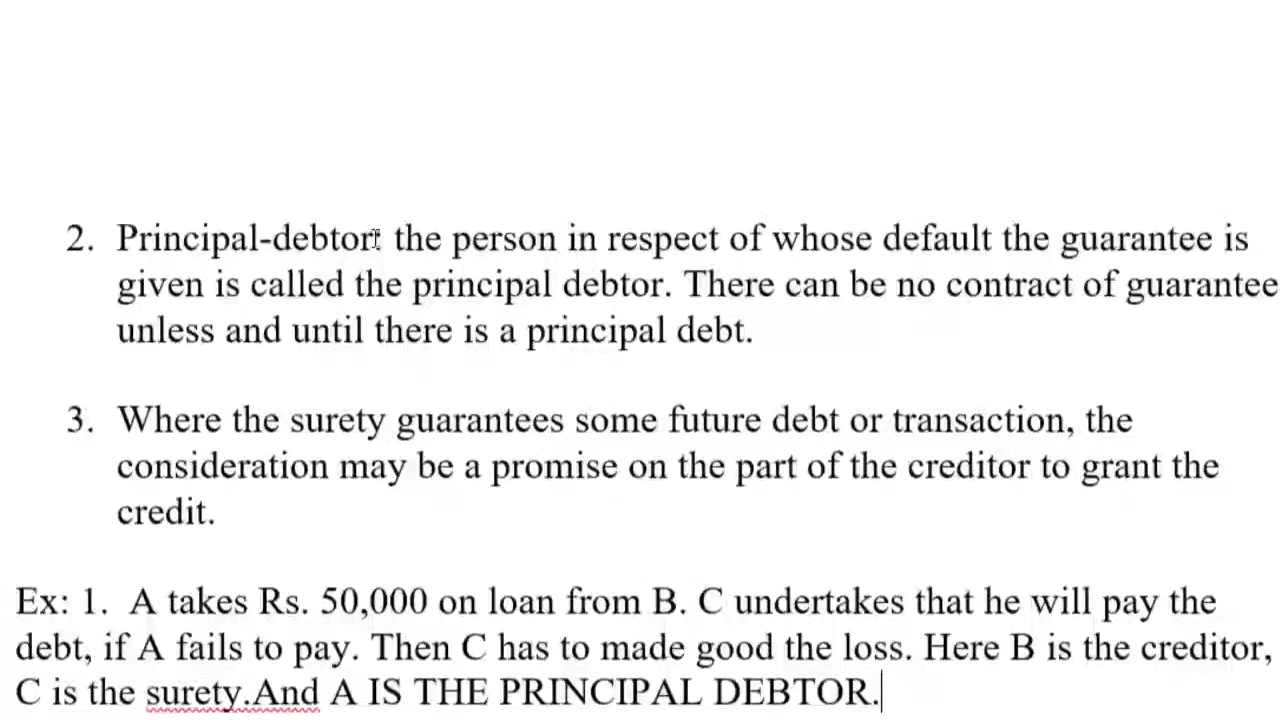 2. Principal-debtor: the person in respect of whose default the guarantee is
given is called the principal debtor. There can be no contract of guarantee
unless and until there is a principal debt.
3. Where the surety guarantees some future debt or transaction, the
consideration may be a promise on the part of the creditor to grant the
credit.
Ex: 1. A takes Rs. 50,000 on loan from B. C undertakes that he will pay the
debt, if A fails to pay. Then C has to made good the loss. Here B is the creditor,
C is the surety.And A IS THE PRINCIPAL DEBTOR.